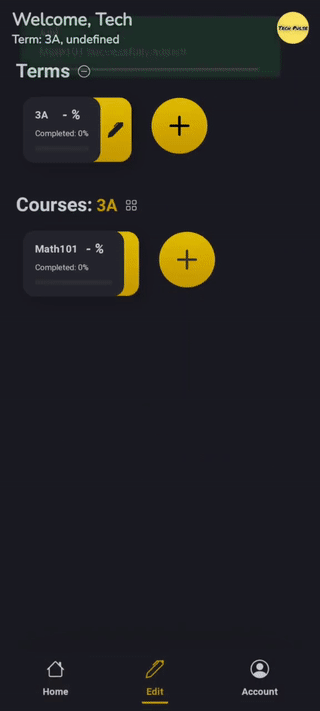 Welcome, Tech
Term: 3A, undefined
TECH PULSE
Terms
3A - %
Completed: 0%
Courses: 3A
Math101 - %
Completed: 0%
Home
Edit
Account